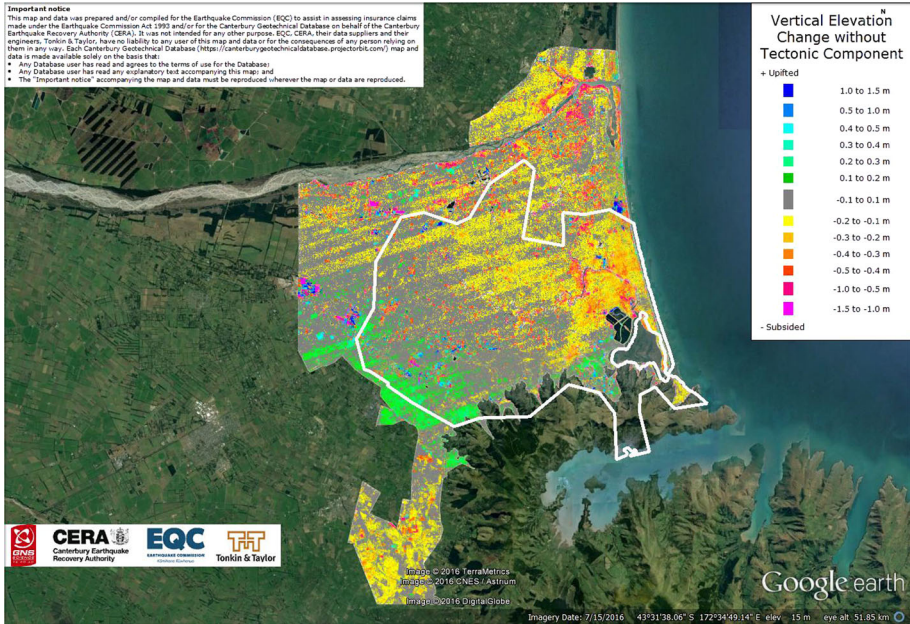 Important notice
This map and data was prepared and/or compiled for the Earthquake Commission (EQC) to assist in assessing insurance claims
made under the Earthquake Commission Act 1993 and/or for the Canterbury Geotechnical Database on behalf of the Canterbury
Earthquake Recovery Authority (CERA). It was not intended for any other purpose. EQC, CERA, their data suppliers and their
engineers, Tonkin & Taylor, have no liability to any user of this map and data or for the consequences of any person relying on
them in any way. Each Canterbury Geotechnical Database (https://canterburygeotechnicaldatabase.projectorbit.com/) map and
data is made available solely on the basis that:
• Any Database user has read and agrees to the terms of use for the Database;
• Any Database user has read any explanatory text accompanying this map; and
• The "Important notice" accompanying the map and data must be reproduced wherever the map or data are reproduced.
N
Vertical Elevation
Change without
Tectonic Component
+ Uplifted
1.0 to 1.5 m
0.5 to 1.0 m
0.4 to 0.5 m
0.3 to 0.4 m
0.2 to 0.3 m
0.1 to 0.2 m
-0.1 to 0.1 m
-0.2 to -0.1 m
-0.3 to -0.2 m
-0.4 to -0.3 m
-0.5 to -0.4 m
-1.0 to -0.5 m
-1.5 to -1.0 m
- Subsided
GNS
SCIENCE
CERA
Canterbury Earthquake
Recovery Authority
EQC
EARTHQUAKE COMMISSION
Tonkin & Taylor
Image © 2016 TerraMetrics
Image © 2016 CNES / Astrium
Image © 2016 DigitalGlobe
Google earth
Imagery Date: 7/15/2016 43°31'38.06" S 172°34'49.14" E elev 15 m eye alt 51.85 km